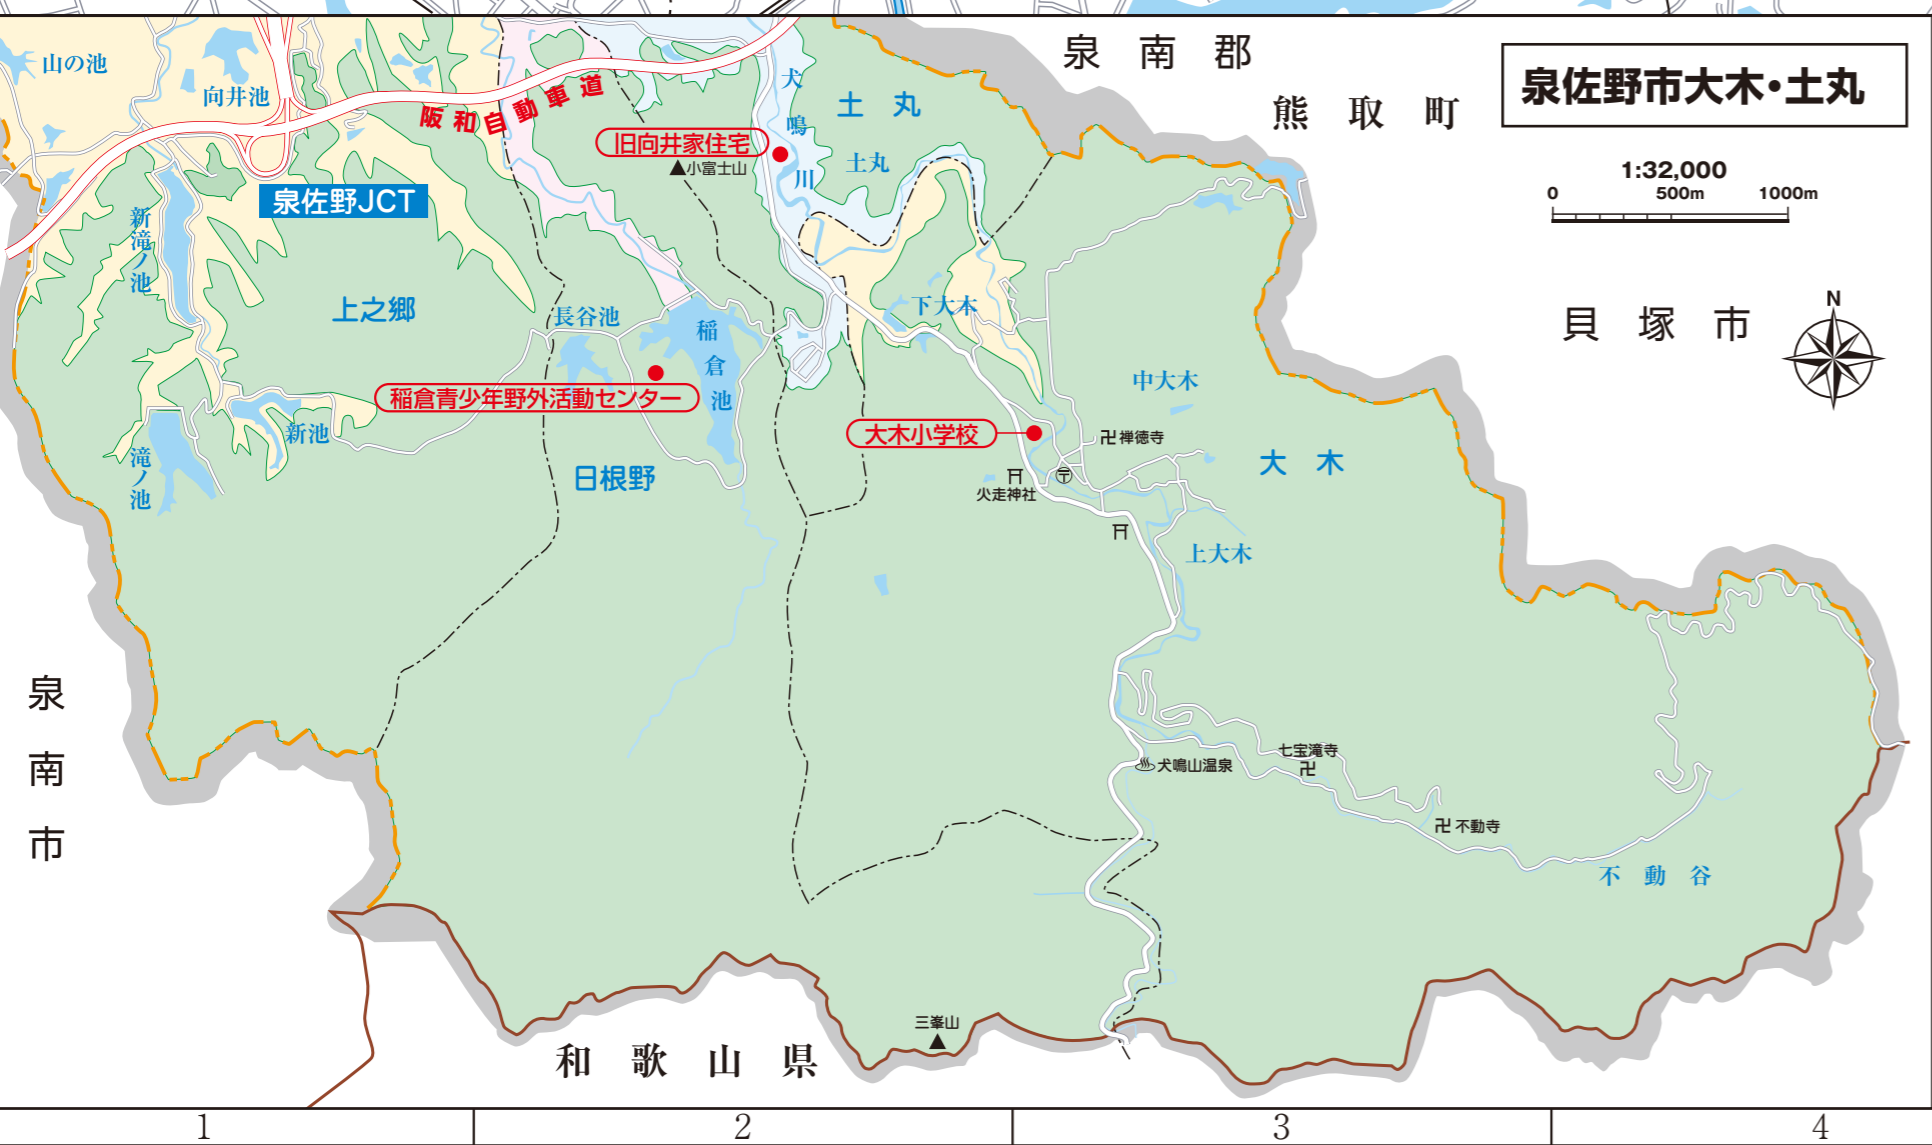 泉佐野市大木・土丸
1:32,000
0 500m 1000m
N
泉南郡
熊取町
貝塚市
泉南市
和歌山県
山の池
向井池
阪和自動車道
犬鳴川
土丸
土丸
旧向井家住宅
小富士山
泉佐野JCT
新滝ノ池
上之郷
長谷池
稲倉池
下大木
稲倉青少年野外活動センター
中大木
新池
滝ノ池
大木小学校
禅徳寺
日根野
大木
火走神社
上大木
犬鳴山温泉
七宝滝寺
不動寺
不動谷
三峯山
1 2 3 4